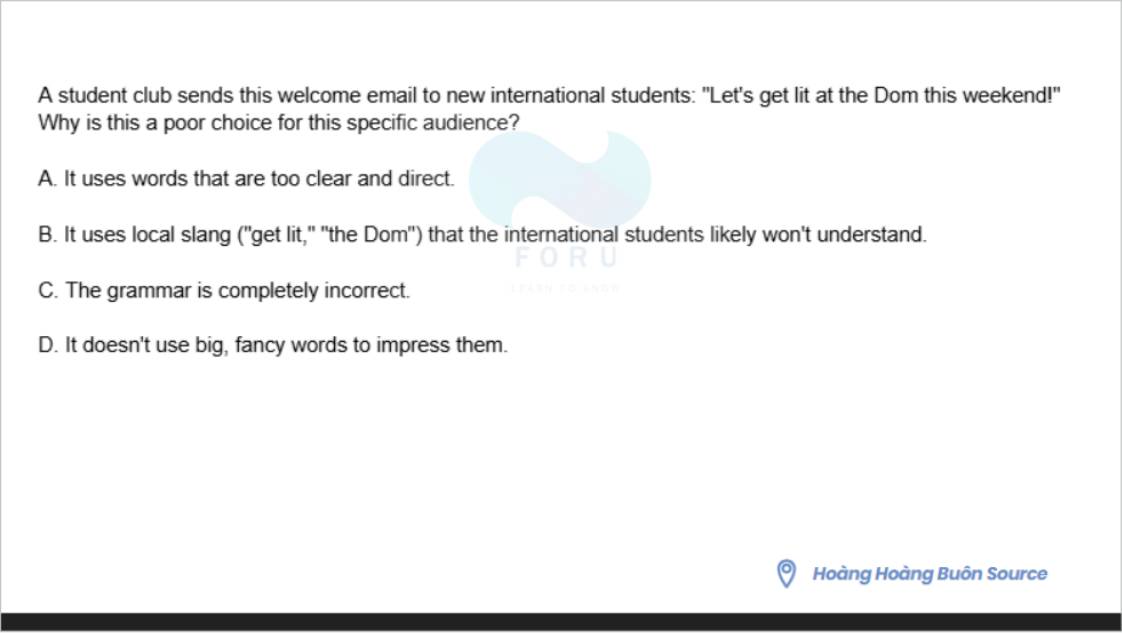 A student club sends this welcome email to new international students: "Let's get lit at the Dom this weekend!"
Why is this a poor choice for this specific audience?
A. It uses words that are too clear and direct.
B. It uses local slang ("get lit," "the Dom") that the international students likely won't understand.
FORU
LEARN TO KNOW
C. The grammar is completely incorrect.
D. It doesn't use big, fancy words to impress them.
Hoàng Hoàng Buôn Source